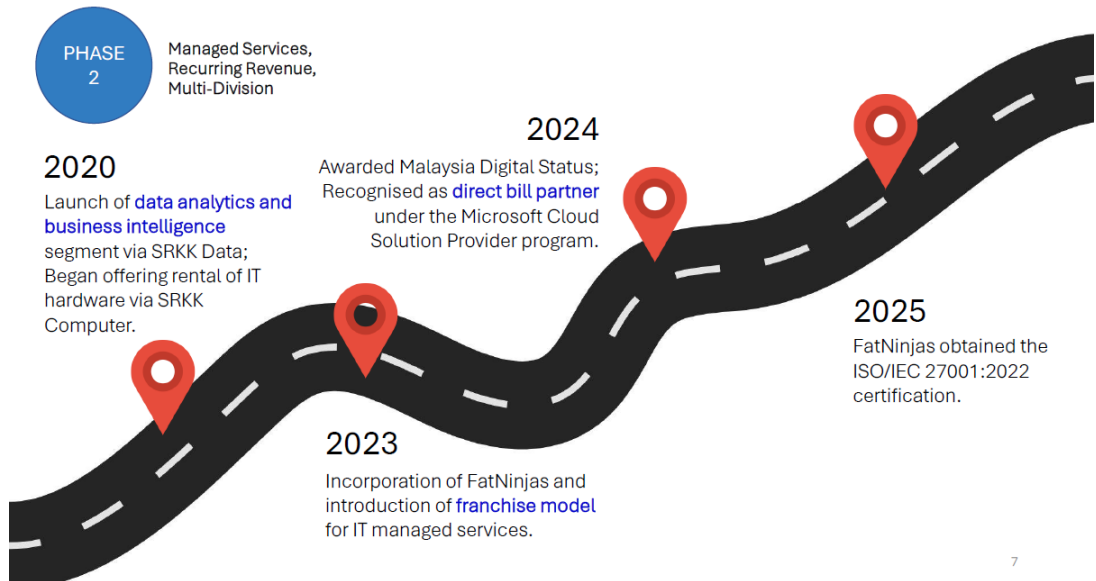 PHASE
2
Managed Services,
Recurring Revenue,
Multi-Division
2020
Launch of data analytics and
business intelligence
segment via SRKK Data;
Began offering rental of IT
hardware via SRKK
Computer.
2023
Incorporation of FatNinjas and
introduction of franchise model
for IT managed services.
2024
Awarded Malaysia Digital Status;
Recognised as direct bill partner
under the Microsoft Cloud
Solution Provider program.
2025
FatNinjas obtained the
ISO/IEC 27001:2022
certification.
7